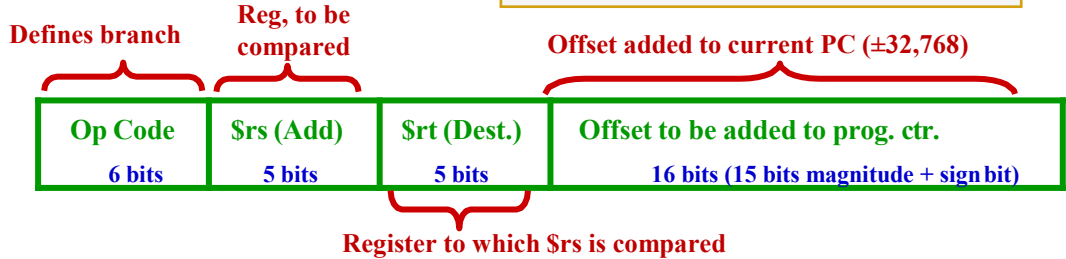 Defines branch
Reg, to be
compared
Offset added to current PC (±32,768)
Op Code
$rs (Add)
$rt (Dest.)
Offset to be added to prog. ctr.
6 bits
5 bits
5 bits
16 bits (15 bits magnitude + sign bit)
Register to which $rs is compared